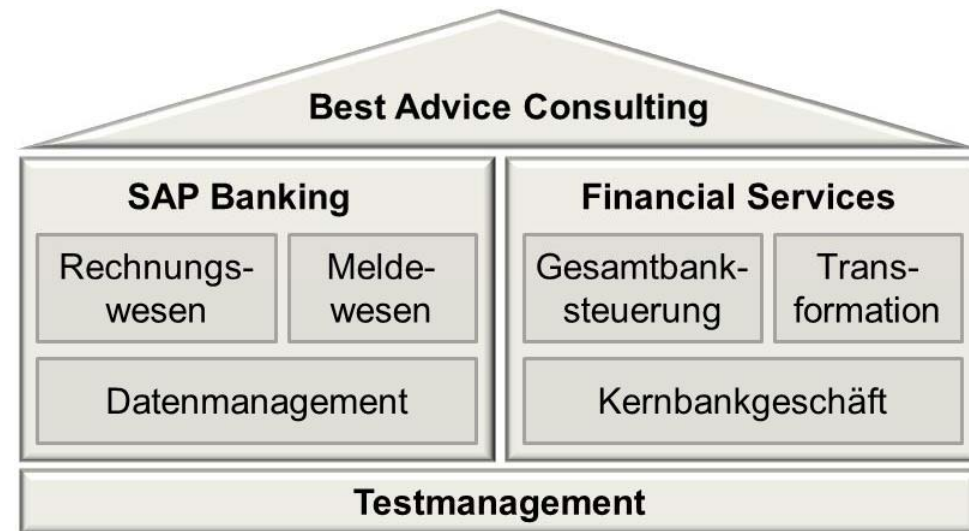 Best Advice Consulting
SAP Banking
Rechnungs-
wesen
Melde-
wesen
Datenmanagement
Financial Services
Gesamtbank-
steuerung
Trans-
formation
Kernbankgeschäft
Testmanagement